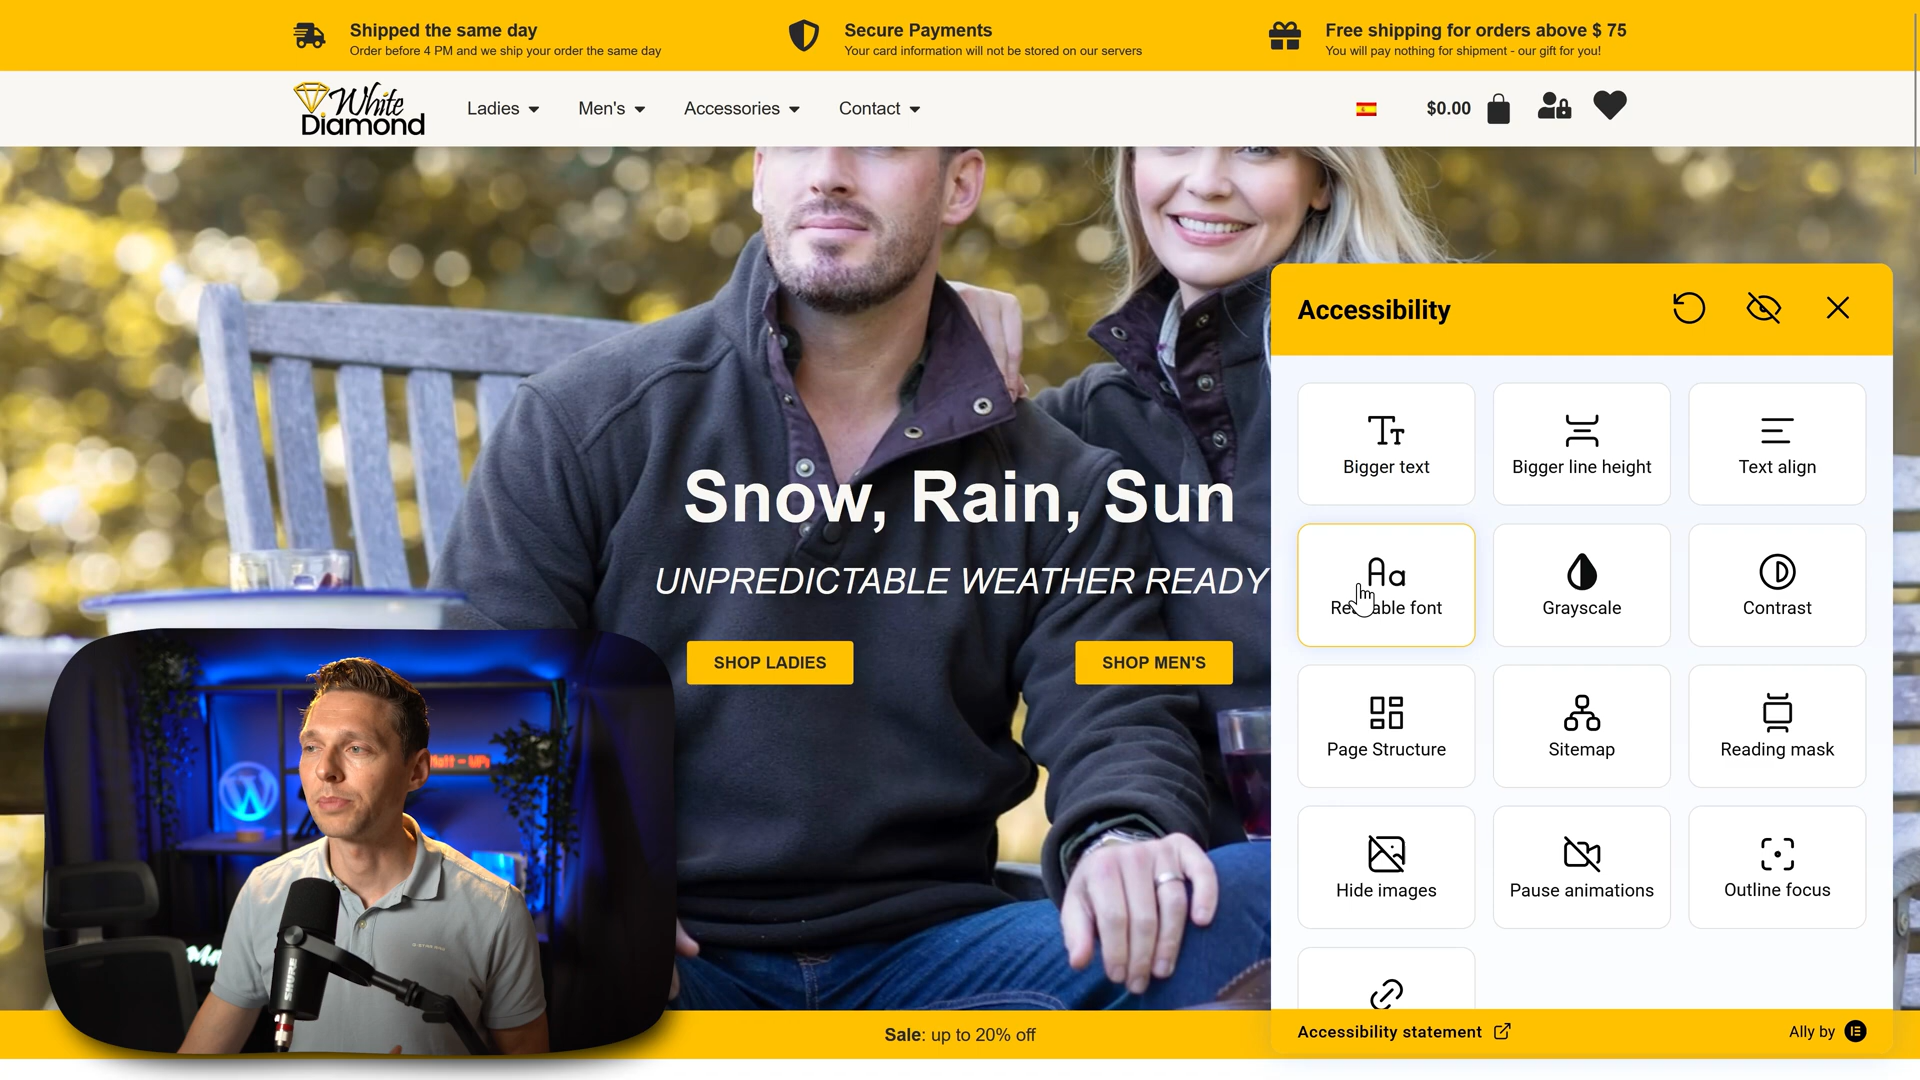 Shipped the same day
Order before 4 PM and we ship your order the same day
Secure Payments
Your card information will not be stored on our servers
Free shipping for orders above $ 75
You will pay nothing for shipment - our gift for you!
White
Diamond
Ladies
Men's
Accessories
Contact
$0.00
Snow, Rain, Sun
UNPREDICTABLE WEATHER READY
SHOP LADIES
SHOP MEN'S
Accessibility
Bigger text
Bigger line height
Text align
Readable font
Grayscale
Contrast
Page Structure
Sitemap
Reading mask
Hide images
Pause animations
Outline focus
SHURE
Sale: up to 20% off
Accessibility statement
Ally by